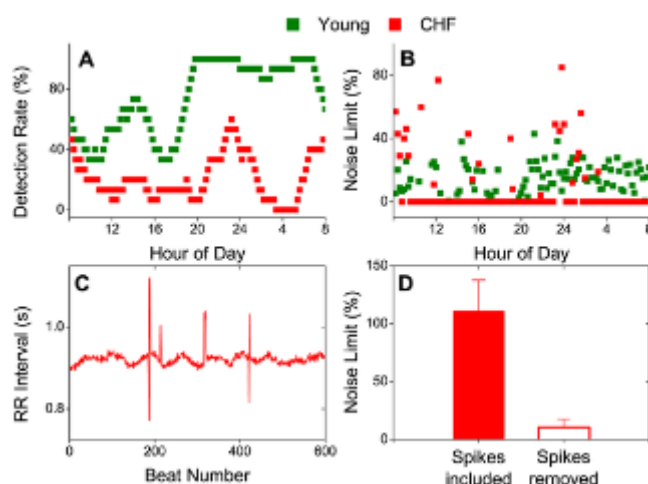 Young CHF
A
Detection Rate (%)
80
40
0
12 16 20 24 4 8
Hour of Day
B
Noise Limit (%)
80
40
0
12 16 20 24 4 8
Hour of Day
C
RR Interval (s)
1.0
0.8
0 200 400 600
Beat Number
D
Noise Limit (%)
150
100
50
0
Spikes included
Spikes removed